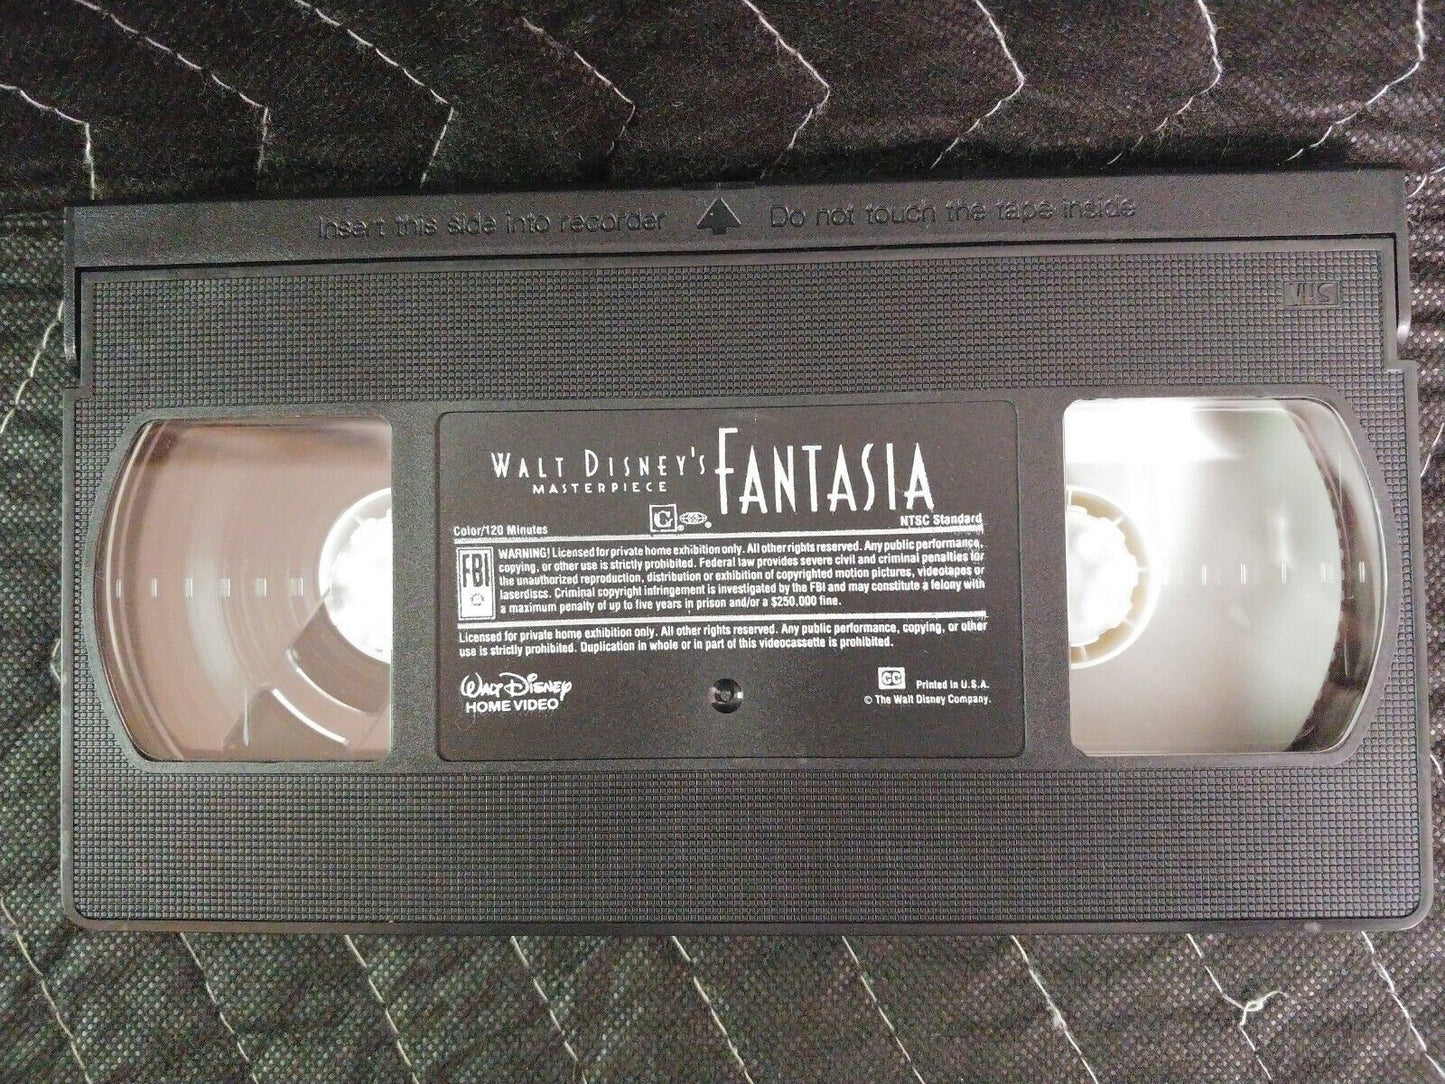 Insert this side into recorder Do not touch the tape inside
VHS
WALT DISNEY'S FANTASIA
MASTERPIECE
G
Color/120 Minutes NTSC Standard
FBI
WARNING! Licensed for private home exhibition only. All other rights reserved. Any public performance,
copying, or other use is strictly prohibited. Federal law provides severe civil and criminal penalties for
the unauthorized reproduction, distribution or exhibition of copyrighted motion pictures, videotapes or
laserdiscs. Criminal copyright infringement is investigated by the FBI and may constitute a felony with
a maximum penalty of up to five years in prison and/or a $250,000 fine.
Licensed for private home exhibition only. All other rights reserved. Any public performance, copying, or other
use is strictly prohibited. Duplication in whole or in part of this videocassette is prohibited.
WALT DISNEY
HOME VIDEO
CC Printed in U.S.A.
© The Walt Disney Company.